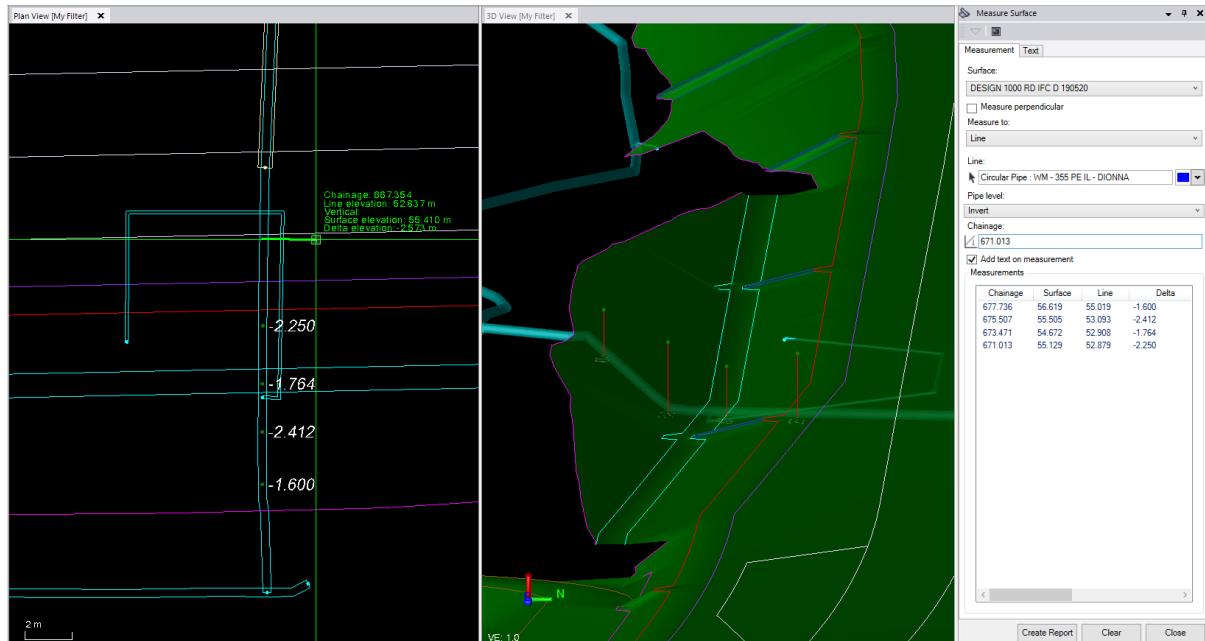 Plan View [My Filter]
Chainage: 667.354
Line elevation: 52.837 m
Vertical:
Surface elevation: 55.410 m
Delta elevation: -2.573 m
-2.250
-1.764
-2.412
-1.600
2 m
3D View [My Filter]
N
VE: 1.0
Measure Surface
Measurement
Text
Surface:
DESIGN 1000 RD IFC D 190520
Measure perpendicular
Measure to:
Line
Line:
Circular Pipe : WM - 355 PE IL - DIONNA
Pipe level:
Invert
Chainage:
671.013
Add text on measurement
Measurements
Chainage Surface Line Delta
677.736 56.619 55.019 -1.600
675.507 55.505 53.093 -2.412
673.471 54.672 52.908 -1.764
671.013 55.129 52.879 -2.250
Create Report
Clear
Close